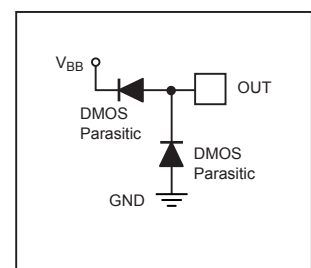 VBB
OUT
DMOS
Parasitic
DMOS
Parasitic
GND